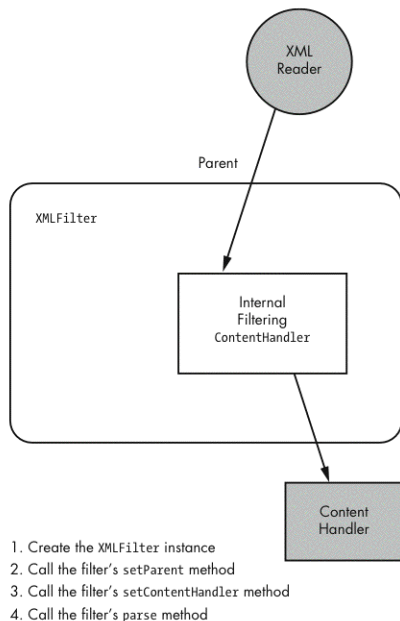 XML
Reader
Parent
XMLFilter
Internal
Filtering
ContentHandler
Content
Handler
1. Create the XMLFilter instance
2. Call the filter's setParent method
3. Call the filter's setContentHandler method
4. Call the filter's parse method